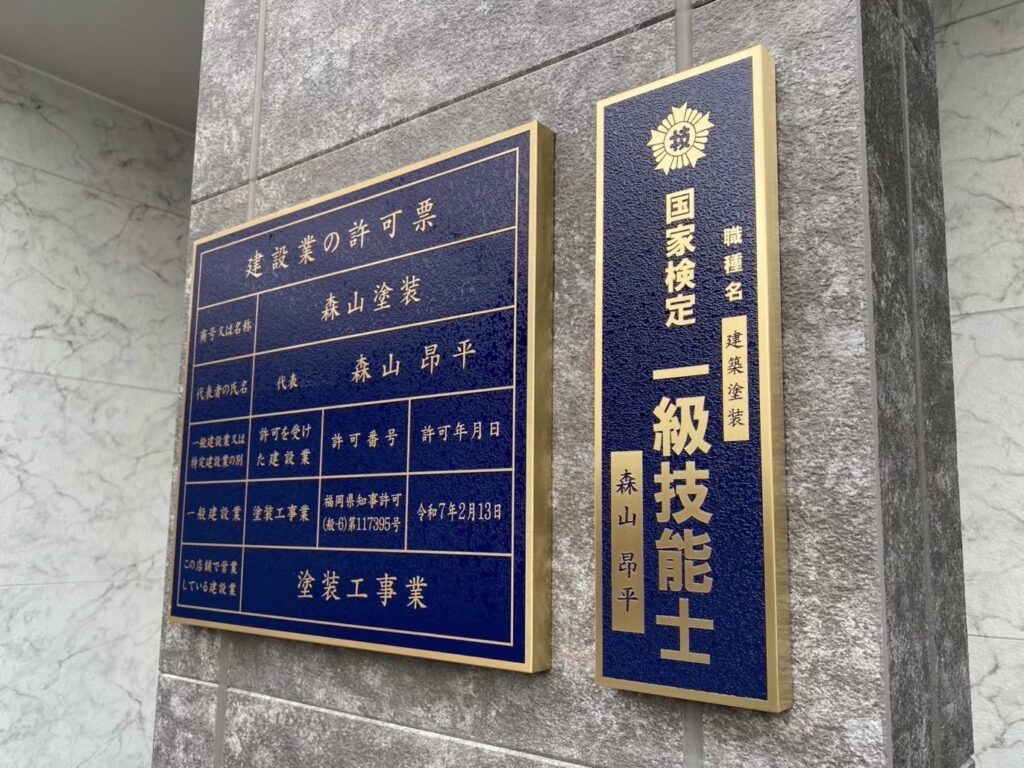 建設業の許可票
商号又は名称
森山塗装
代表者の氏名
代表 森山 昂平
一般建設業又は
特定建設業の別
許可を受け
た建設業
許可番号
許可年月日
一般建設業
塗装工事業
福岡県知事許可
(般-6)第117395号
令和7年2月13日
この店舗で営業
している建設業
塗装工事業
技
国家検定 一級技能士
職種名 建築塗装
森山 昂平